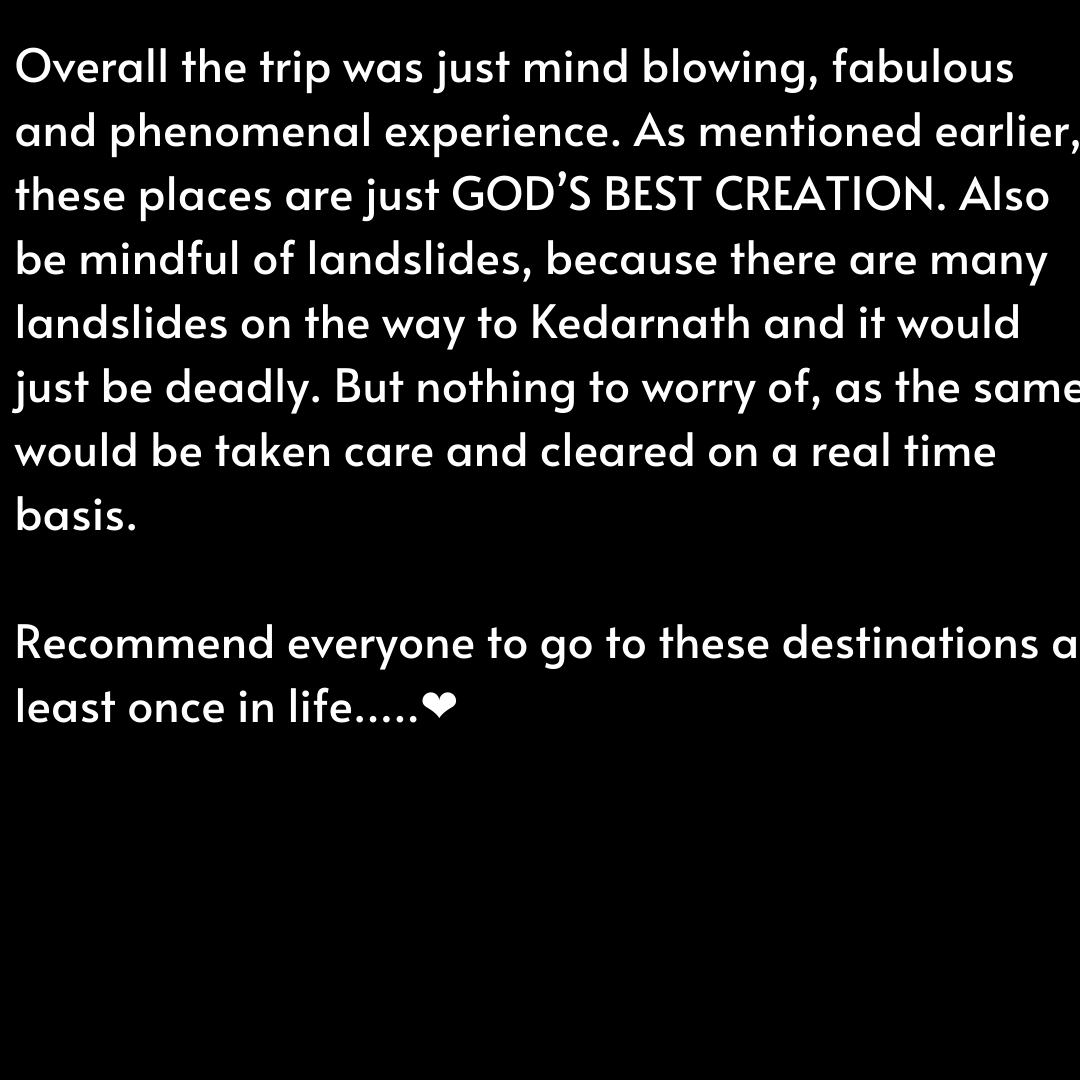 Overall the trip was just mind blowing, fabulous
and phenomenal experience. As mentioned earlier,
these places are just GOD’S BEST CREATION. Also
be mindful of landslides, because there are many
landslides on the way to Kedarnath and it would
just be deadly. But nothing to worry of, as the same
would be taken care and cleared on a real time
basis.
Recommend everyone to go to these destinations a
least once in life.....❤